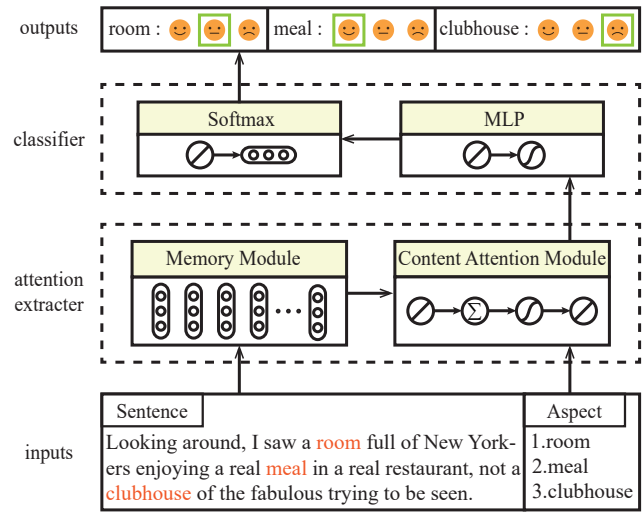 outputs
room :
meal :
clubhouse :
classifier
Softmax
MLP
attention
extracter
Memory Module
Content Attention Module
Σ
inputs
Sentence
Looking around, I saw a room full of New York-
ers enjoying a real meal in a real restaurant, not a
clubhouse of the fabulous trying to be seen.
Aspect
1.room
2.meal
3.clubhouse